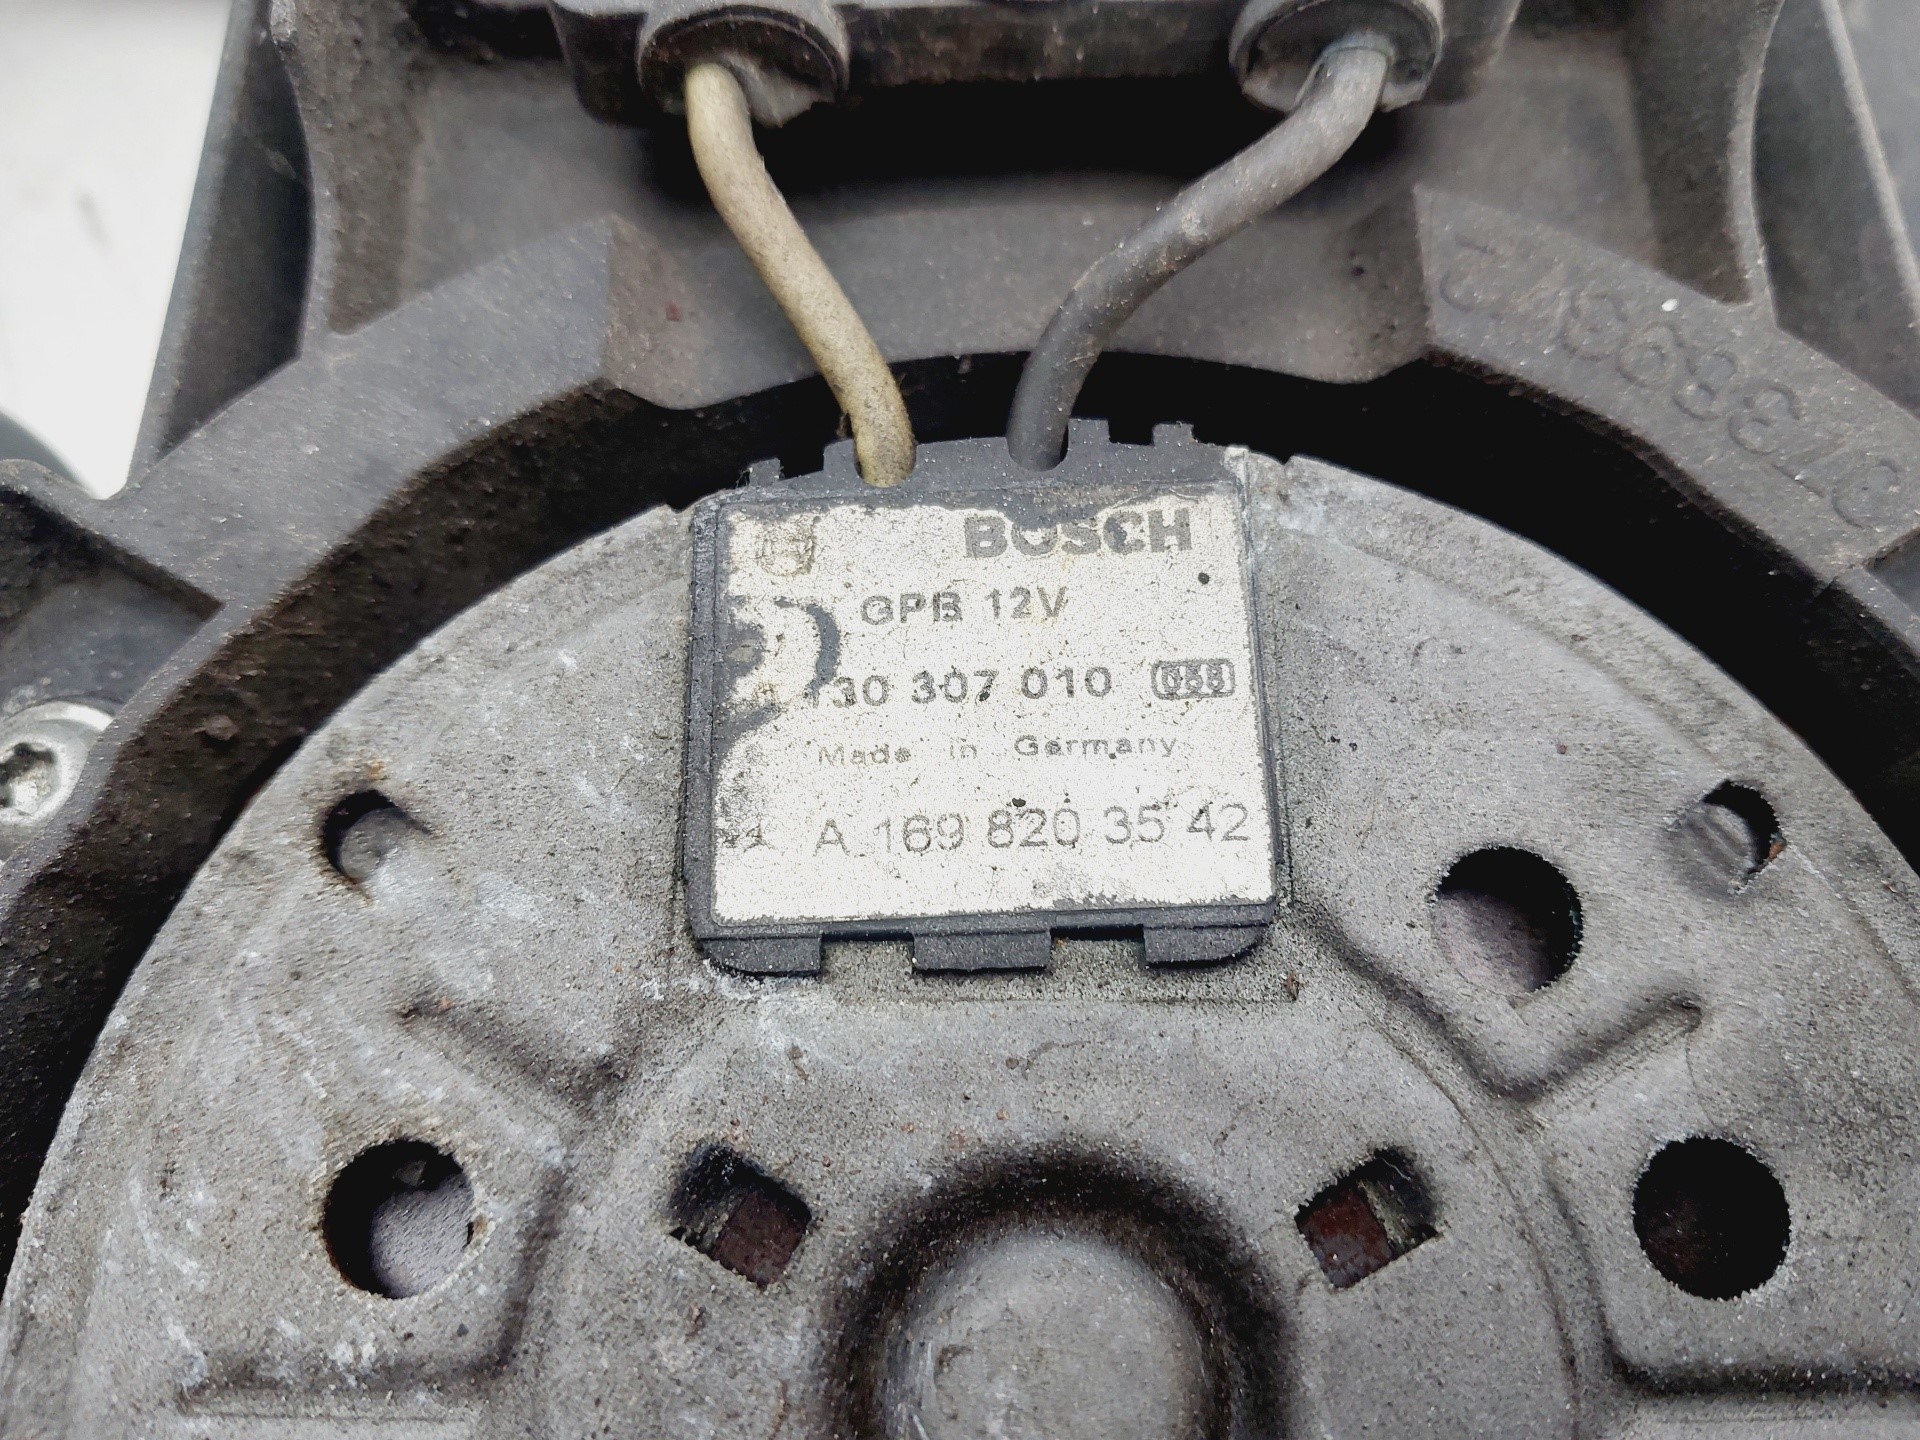 BOSCH
GPB 12V
130 307 010
Made in Germany
A 169 820 35 42